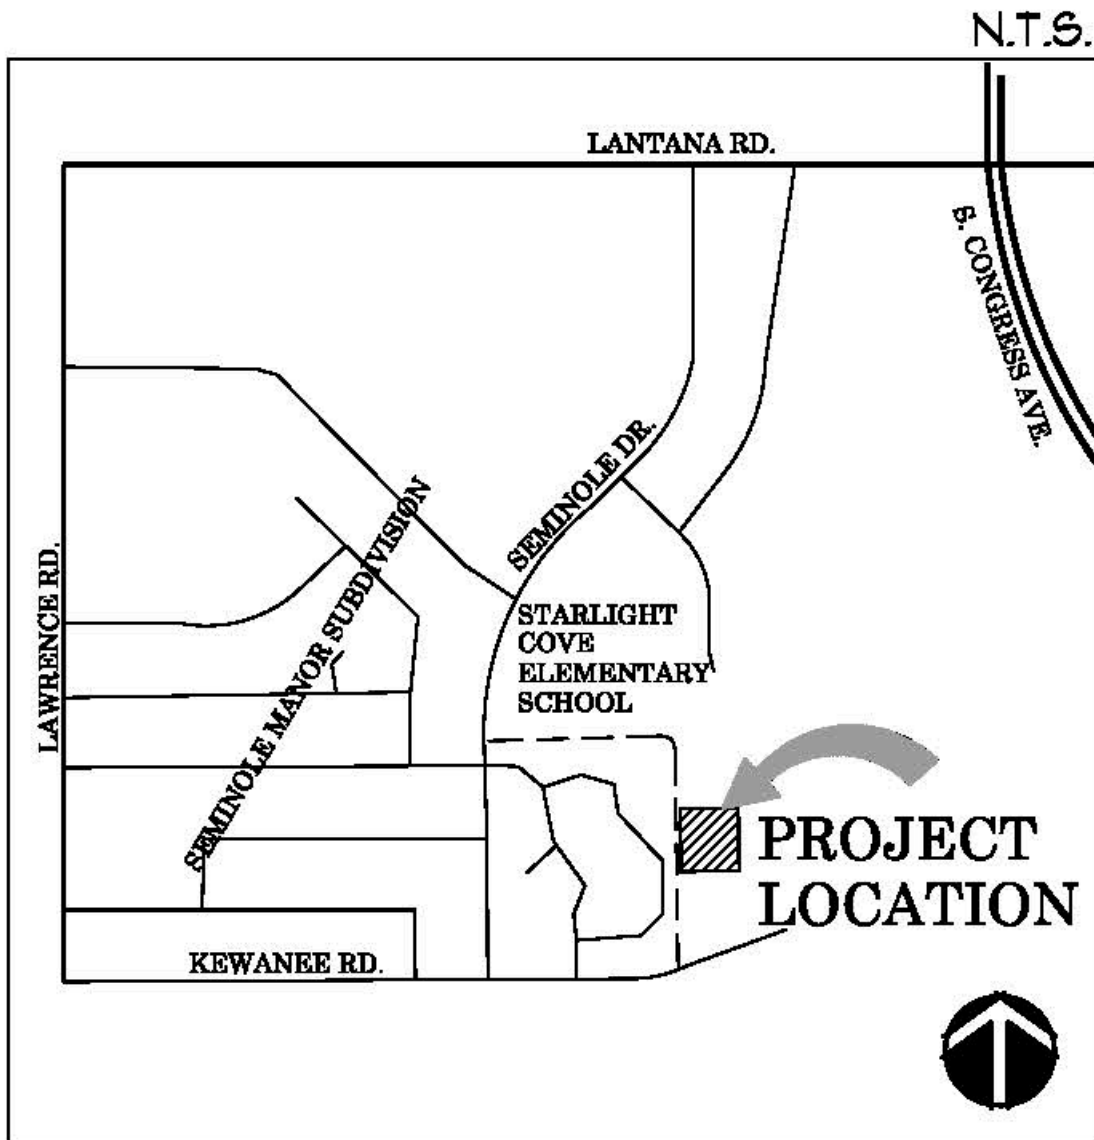 N.T.S.
LANTANA RD.
S. CONGRESS AVE.
SEMINOLE DR.
SEMINOLE MANOR SUBDIVISION
LAWRENCE RD.
STARLIGHT
COVE
ELEMENTARY
SCHOOL
PROJECT
LOCATION
KEWANEE RD.